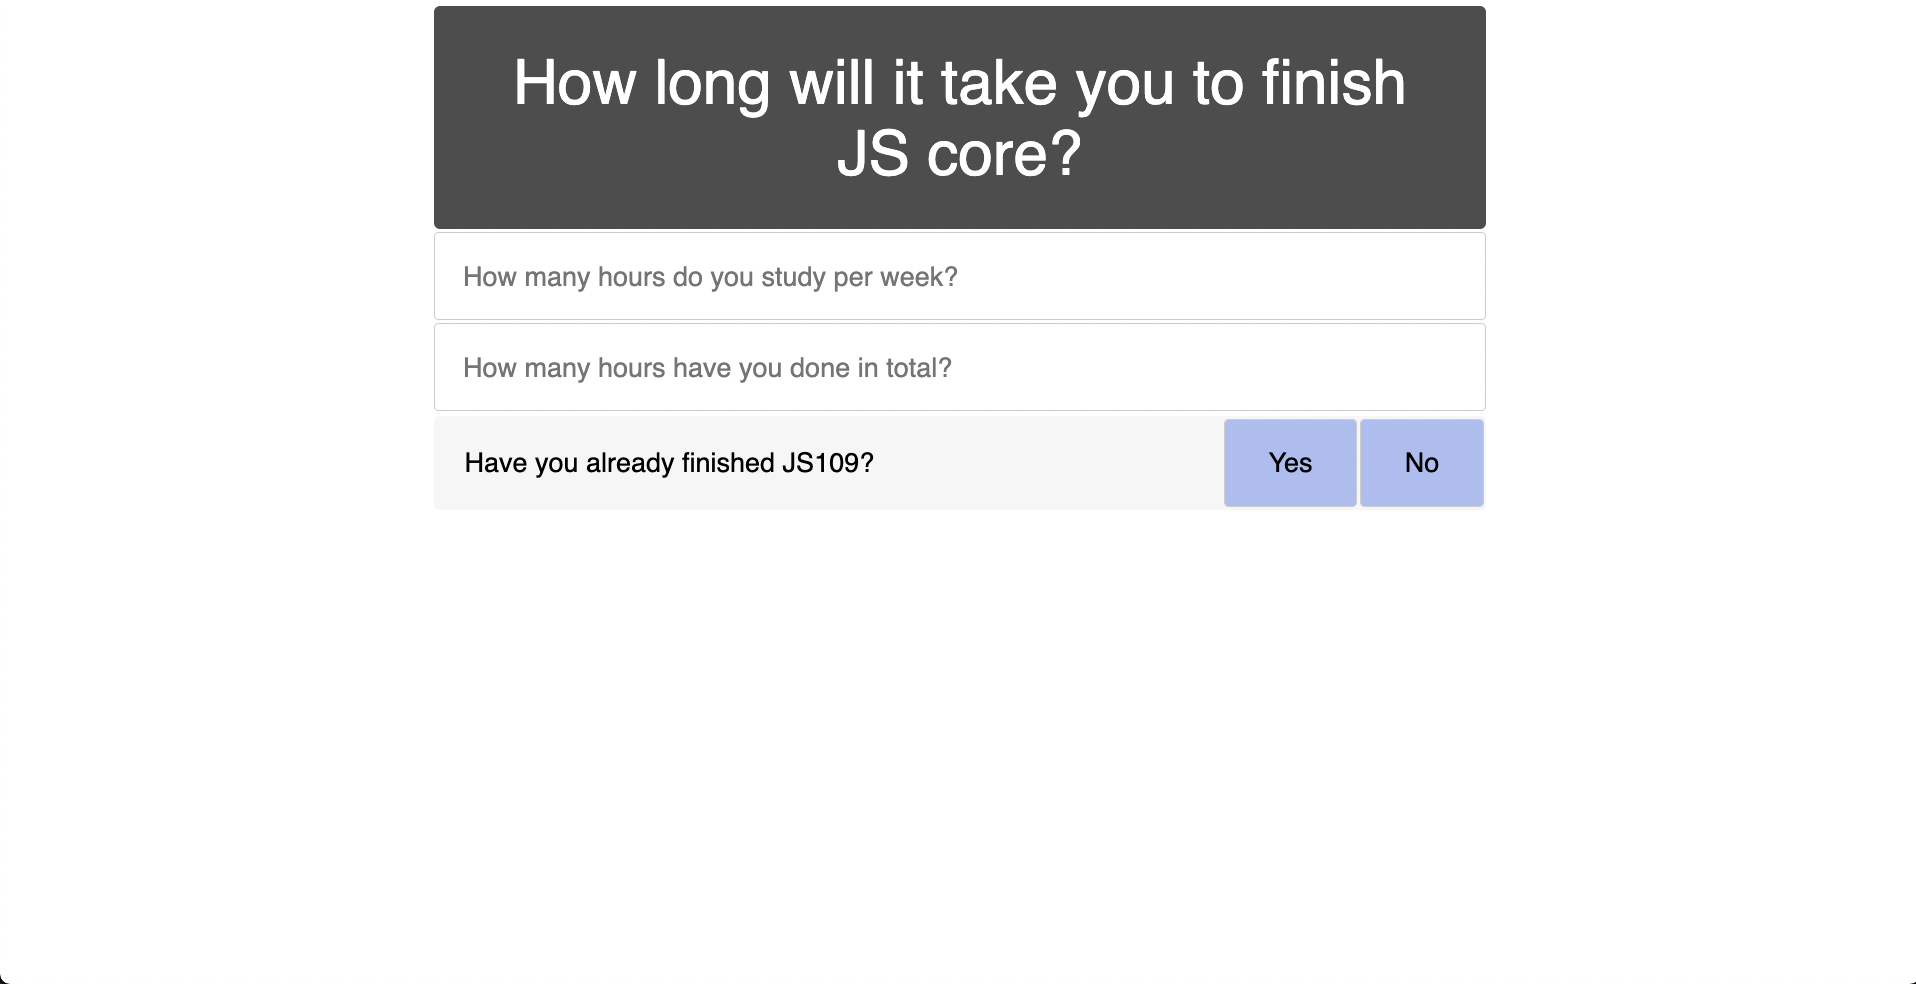 How long will it take you to finish
JS core?
How many hours do you study per week?
How many hours have you done in total?
Have you already finished JS109? Yes No